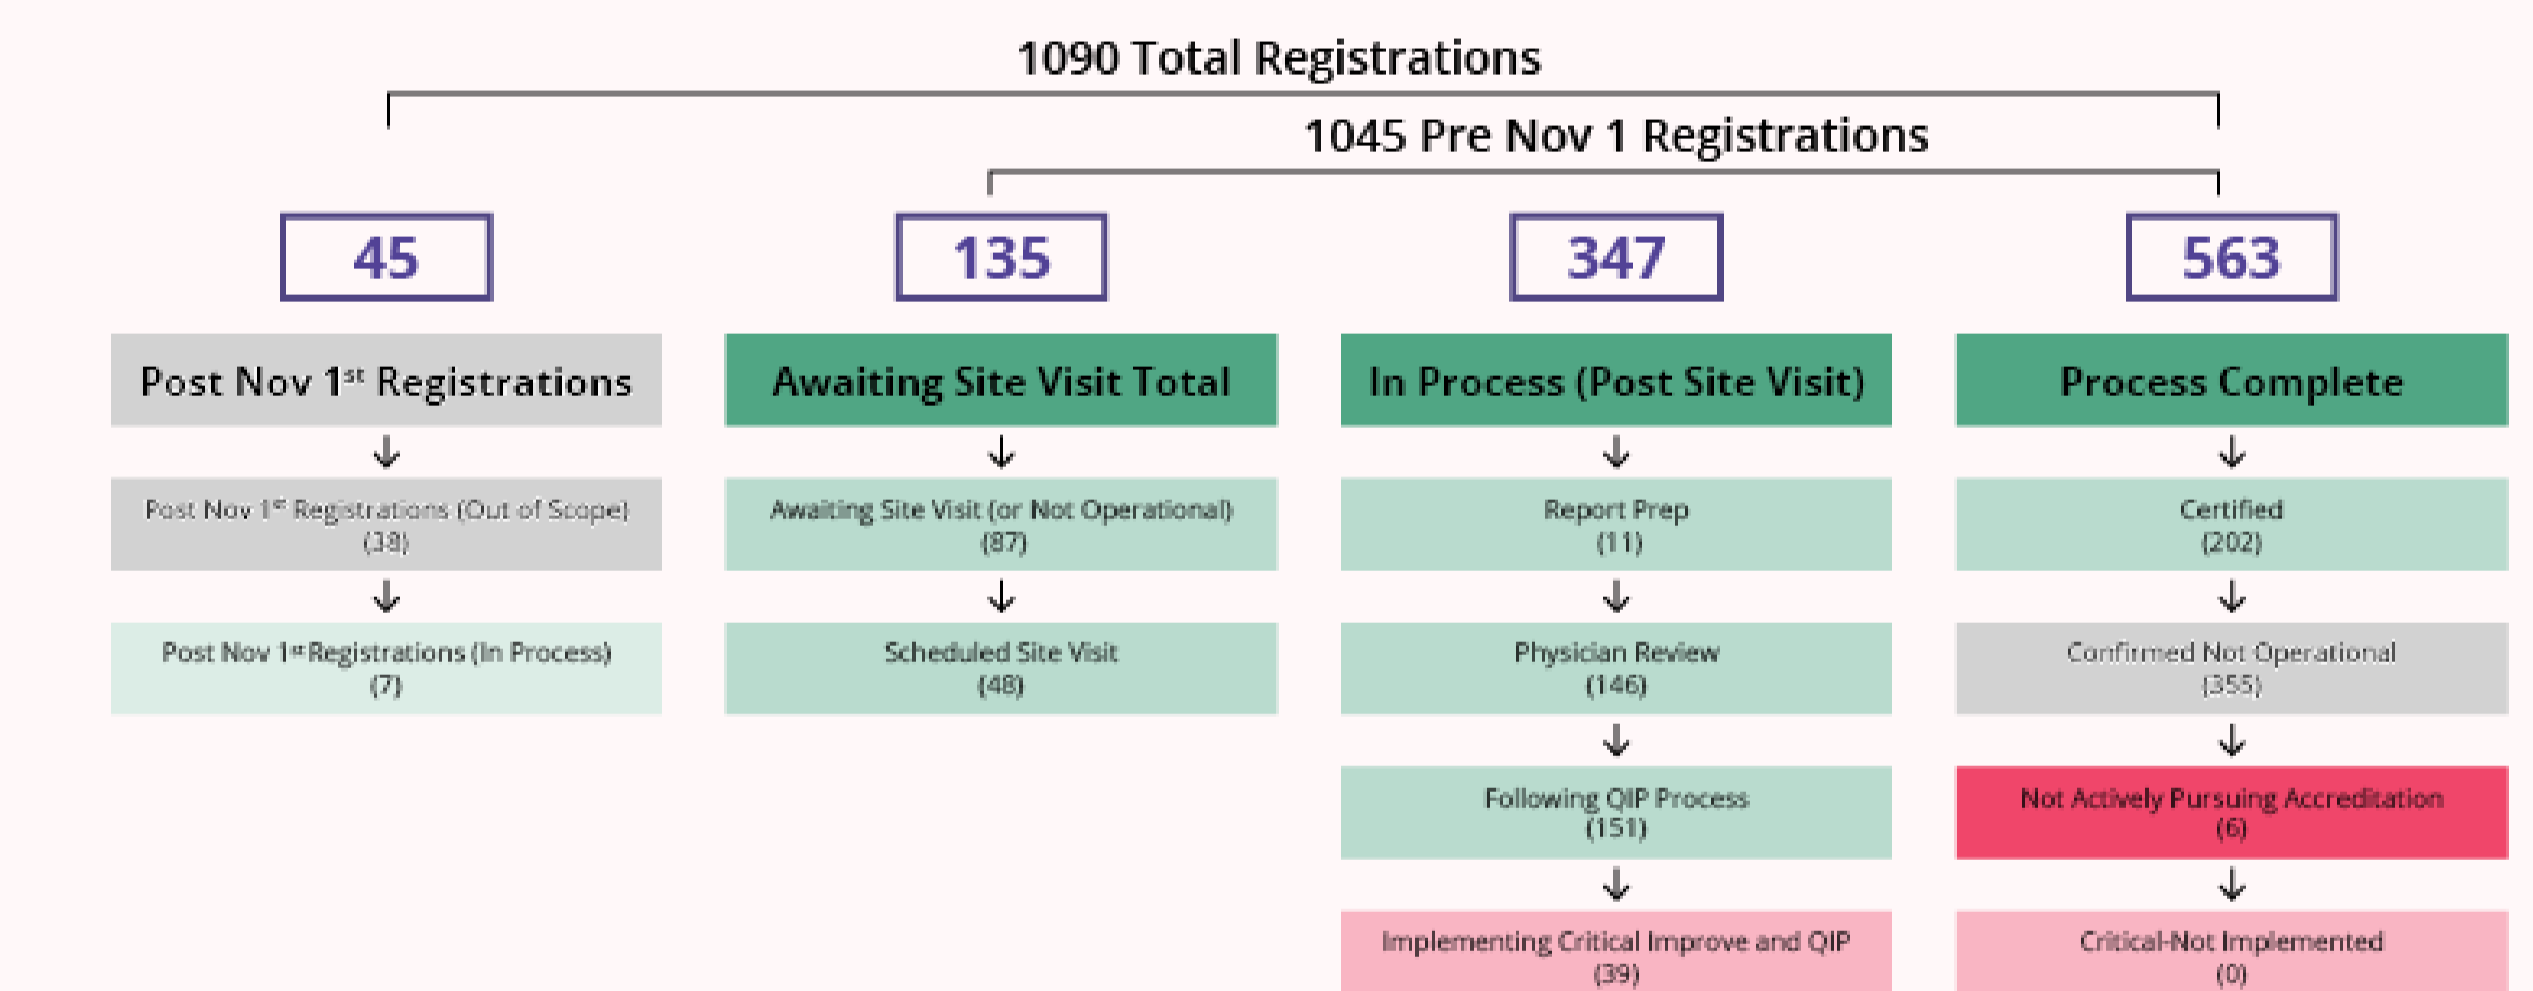 1090 Total Registrations
1045 Pre Nov 1 Registrations
45
135
347
563
Post Nov 1st Registrations
Awaiting Site Visit Total
In Process (Post Site Visit)
Process Complete
Post Nov 1st Registrations (Out of Scope)
(38)
Awaiting Site Visit (or Not Operational)
(87)
Report Prep
(11)
Certified
(202)
Post Nov 1st Registrations (In Process)
(7)
Scheduled Site Visit
(48)
Physician Review
(146)
Confirmed Not Operational
(355)
Following QIP Process
(151)
Not Actively Pursuing Accreditation
(6)
Implementing Critical Improve and QIP
(39)
Critical-Not Implemented
(0)